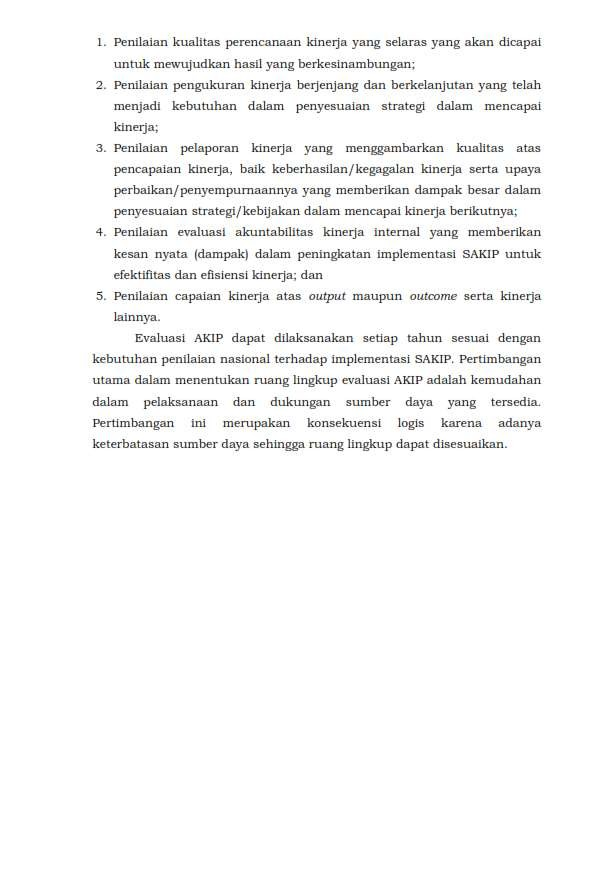 1. Penilaian kualitas perencanaan kinerja yang selaras yang akan dicapai
untuk mewujudkan hasil yang berkesinambungan;
2. Penilaian pengukuran kinerja berjenjang dan berkelanjutan yang telah
menjadi kebutuhan dalam penyesuaian strategi dalam mencapai
kinerja;
3. Penilaian pelaporan kinerja yang menggambarkan kualitas atas
pencapaian kinerja, baik keberhasilan/kegagalan kinerja serta upaya
perbaikan/penyempurnaannya yang memberikan dampak besar dalam
penyesuaian strategi/kebijakan dalam mencapai kinerja berikutnya;
4. Penilaian evaluasi akuntabilitas kinerja internal yang memberikan
kesan nyata (dampak) dalam peningkatan implementasi SAKIP untuk
efektifitas dan efisiensi kinerja; dan
5. Penilaian capaian kinerja atas output maupun outcome serta kinerja
lainnya.
Evaluasi AKIP dapat dilaksanakan setiap tahun sesuai dengan
kebutuhan penilaian nasional terhadap implementasi SAKIP. Pertimbangan
utama dalam menentukan ruang lingkup evaluasi AKIP adalah kemudahan
dalam pelaksanaan dan dukungan sumber daya yang tersedia.
Pertimbangan ini merupakan konsekuensi logis karena adanya
keterbatasan sumber daya sehingga ruang lingkup dapat disesuaikan.